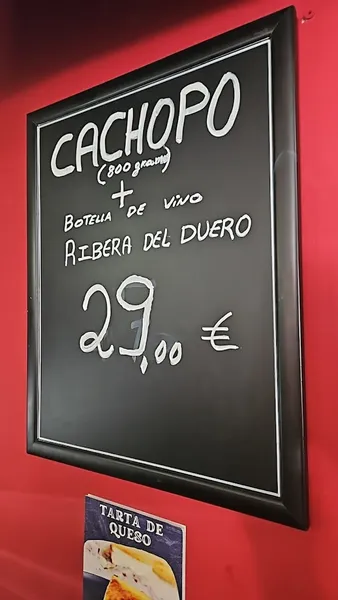 CACHOPO
(800 gramos)
+
BOTELLA DE VINO
RIBERA DEL DUERO
29,00 €
TARTA DE
QUESO